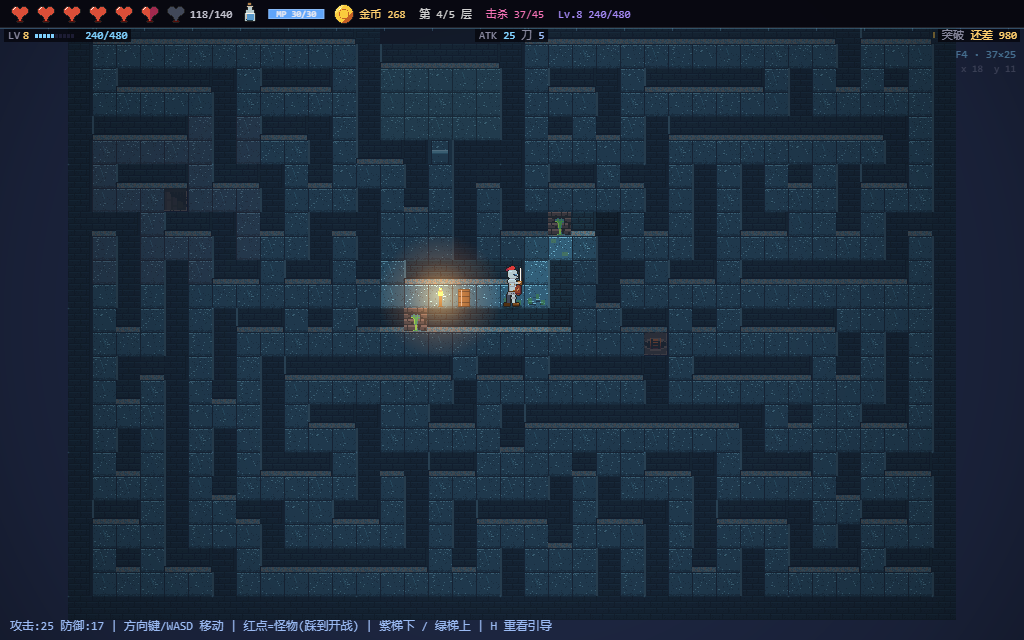 118/140 MP 30/30 金币 268 第 4/5 层 击杀 37/45 Lv.8 240/480
LV 8 240/480 ATK 25 刀 5 突破 还差 980
F4 · 37×25
x 18 y 11
攻击:25 防御:17 | 方向键/WASD 移动 | 红点=怪物(踩到开战) | 紫梯下 / 绿梯上 | H 重看引导